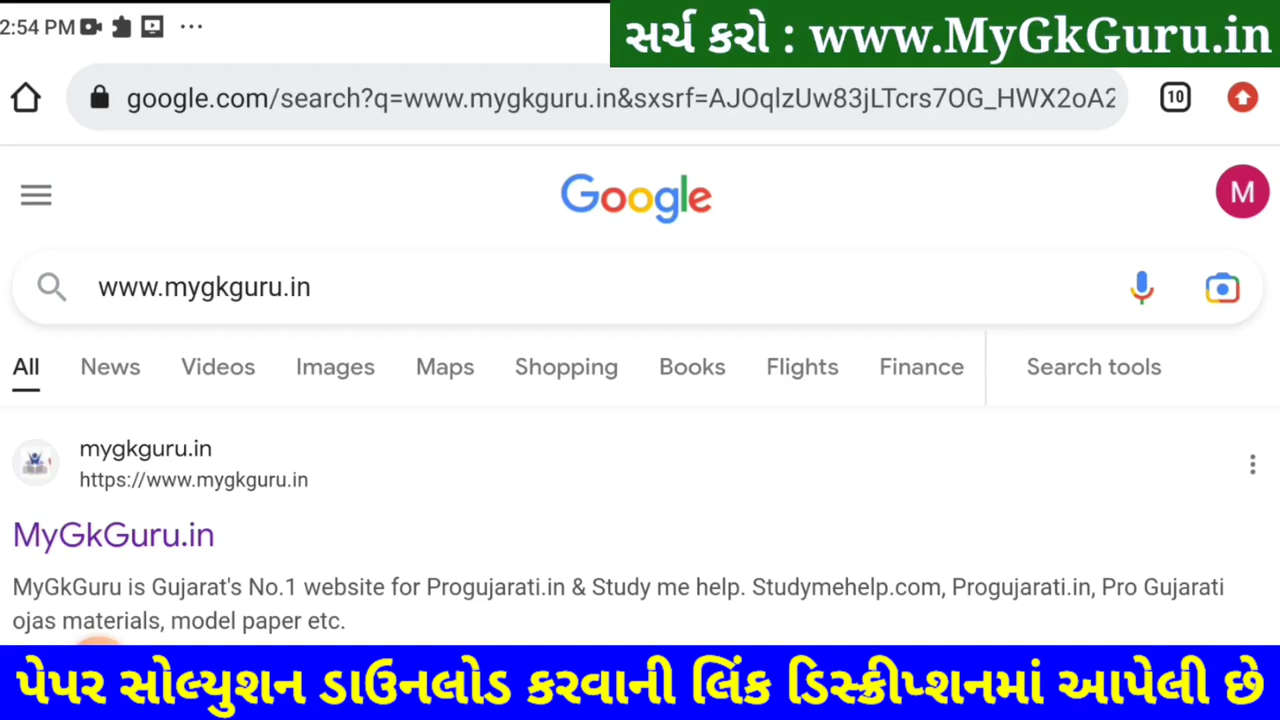 2:54 PM
સર્ચ કરો : www.MyGkGuru.in
google.com/search?q=www.mygkguru.in&sxsrf=AJOqlzUw83jLTcrs7OG_HWX2oA2
10
Google
M
www.mygkguru.in
All News Videos Images Maps Shopping Books Flights Finance Search tools
mygkguru.in
https://www.mygkguru.in
MyGkGuru.in
MyGkGuru is Gujarat's No.1 website for Progujarati.in & Study me help. Studymehelp.com, Progujarati.in, Pro Gujarati
ojas materials, model paper etc.
પેપર સોલ્યુશન ડાઉનલોડ કરવાની લિંક ડિસ્ક્રીપ્શનમાં આપેલી છે